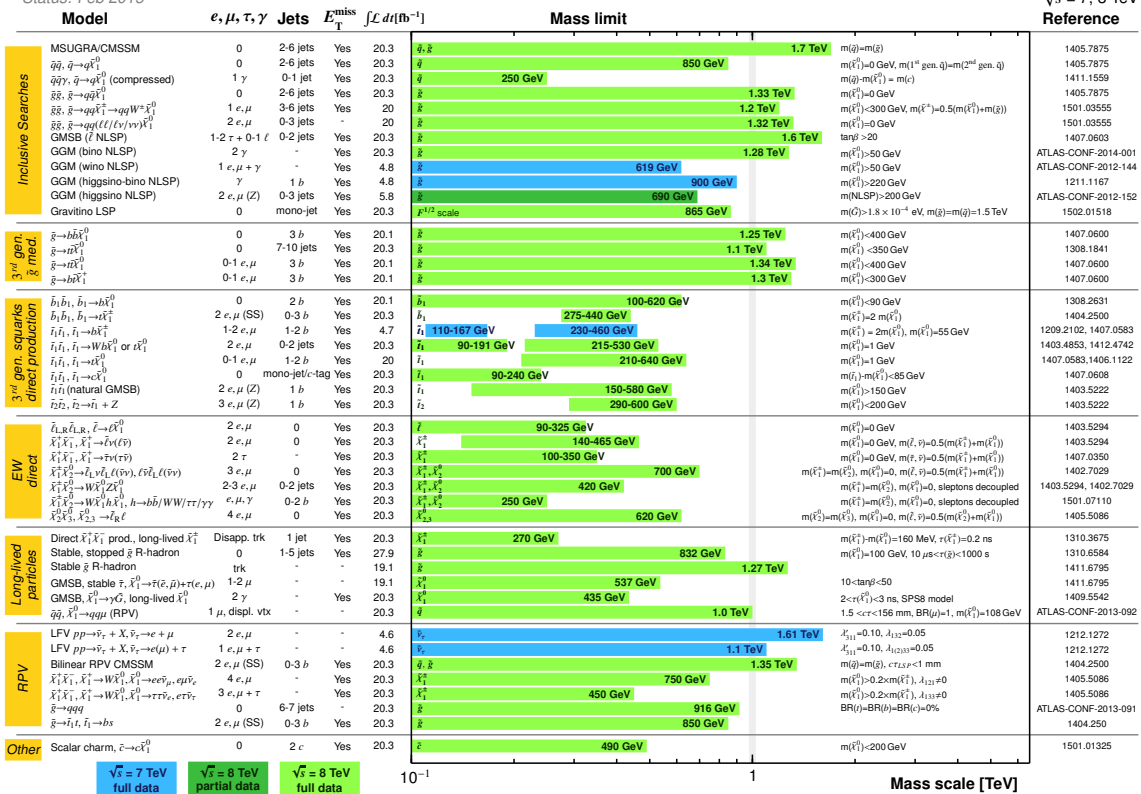 Status: Feb 2015 √s = 7, 8 TeV
Model e, μ, τ, γ Jets E_T^miss ∫L dt[fb⁻¹] Mass limit Reference
Inclusive Searches
MSUGRA/CMSSM 0 2-6 jets Yes 20.3 q̃, g̃ 1.7 TeV m(q̃)=m(g̃) 1405.7875
q̃q̃, q̃→qχ̃₁⁰ 0 2-6 jets Yes 20.3 q̃ 850 GeV m(χ̃₁⁰)=0 GeV, m(1ˢᵗ gen. q̃)=m(2ⁿᵈ gen. q̃) 1405.7875
q̃q̃γ, q̃→qχ̃₁⁰ (compressed) 1 γ 0-1 jet Yes 20.3 q̃ 250 GeV m(q̃)-m(χ̃₁⁰) = m(c) 1411.1559
g̃g̃, g̃→qq̄χ̃₁⁰ 0 2-6 jets Yes 20.3 g̃ 1.33 TeV m(χ̃₁⁰)=0 GeV 1405.7875
g̃g̃, g̃→qqχ̃₁^±→qqW^±χ̃₁⁰ 1 e, μ 3-6 jets Yes 20 g̃ 1.2 TeV m(χ̃₁⁰)<300 GeV, m(χ̃^±)=0.5(m(χ̃₁⁰)+m(g̃)) 1501.03555
g̃g̃, g̃→qq(ℓℓ/ℓν/νν)χ̃₁⁰ 2 e, μ 0-3 jets - 20 g̃ 1.32 TeV m(χ̃₁⁰)=0 GeV 1501.03555
GMSB (ℓ̃ NLSP) 1-2 τ + 0-1 ℓ 0-2 jets Yes 20.3 g̃ 1.6 TeV tanβ >20 1407.0603
GGM (bino NLSP) 2 γ - Yes 20.3 g̃ 1.28 TeV m(χ̃₁⁰)>50 GeV ATLAS-CONF-2014-001
GGM (wino NLSP) 1 e, μ + γ - Yes 4.8 g̃ 619 GeV m(χ̃₁⁰)>50 GeV ATLAS-CONF-2012-144
GGM (higgsino-bino NLSP) γ 1 b Yes 4.8 g̃ 900 GeV m(χ̃₁⁰)>220 GeV 1211.1167
GGM (higgsino NLSP) 2 e, μ (Z) 0-3 jets Yes 5.8 g̃ 690 GeV m(NLSP)>200 GeV ATLAS-CONF-2012-152
Gravitino LSP 0 mono-jet Yes 20.3 F^1/2 scale 865 GeV m(G̃)>1.8 × 10⁻⁴ eV, m(g̃)=m(q̃)=1.5 TeV 1502.01518
3ʳᵈ gen. g̃ med.
g̃→bb̄χ̃₁⁰ 0 3 b Yes 20.1 g̃ 1.25 TeV m(χ̃₁⁰)<400 GeV 1407.0600
g̃→tt̄χ̃₁⁰ 0 7-10 jets Yes 20.3 g̃ 1.1 TeV m(χ̃₁⁰) <350 GeV 1308.1841
g̃→tt̄χ̃₁⁰ 0-1 e, μ 3 b Yes 20.1 g̃ 1.34 TeV m(χ̃₁⁰)<400 GeV 1407.0600
g̃→bt̄χ̃₁⁺ 0-1 e, μ 3 b Yes 20.1 g̃ 1.3 TeV m(χ̃₁⁰)<300 GeV 1407.0600
3ʳᵈ gen. squarks direct production
b̃₁b̃₁, b̃₁→bχ̃₁⁰ 0 2 b Yes 20.1 b̃₁ 100-620 GeV m(χ̃₁⁰)<90 GeV 1308.2631
b̃₁b̃₁, b̃₁→tχ̃₁^± 2 e, μ (SS) 0-3 b Yes 20.3 b̃₁ 275-440 GeV m(χ̃₁^±)=2 m(χ̃₁⁰) 1404.2500
t̃₁t̃₁, t̃₁→bχ̃₁^± 1-2 e, μ 1-2 b Yes 4.7 t̃₁ 110-167 GeV 230-460 GeV m(χ̃₁^±) = 2m(χ̃₁⁰), m(χ̃₁⁰)=55 GeV 1209.2102, 1407.0583
t̃₁t̃₁, t̃₁→Wbχ̃₁⁰ or tχ̃₁⁰ 2 e, μ 0-2 jets Yes 20.3 t̃₁ 90-191 GeV 215-530 GeV m(χ̃₁⁰)=1 GeV 1403.4853, 1412.4742
t̃₁t̃₁, t̃₁→tχ̃₁⁰ 0-1 e, μ 1-2 b Yes 20 t̃₁ 210-640 GeV m(χ̃₁⁰)=1 GeV 1407.0583,1406.1122
t̃₁t̃₁, t̃₁→cχ̃₁⁰ 0 mono-jet/c-tag Yes 20.3 t̃₁ 90-240 GeV m(t̃₁)-m(χ̃₁⁰)<85 GeV 1407.0608
t̃₁t̃₁(natural GMSB) 2 e, μ (Z) 1 b Yes 20.3 t̃₁ 150-580 GeV m(χ̃₁⁰)>150 GeV 1403.5222
t̃₂t̃₂, t̃₂→t̃₁ + Z 3 e, μ (Z) 1 b Yes 20.3 t̃₂ 290-600 GeV m(χ̃₁⁰)<200 GeV 1403.5222
EW direct
ℓ̃_L,Rℓ̃_L,R, ℓ̃→ℓχ̃₁⁰ 2 e, μ 0 Yes 20.3 ℓ̃ 90-325 GeV m(χ̃₁⁰)=0 GeV 1403.5294
χ̃₁⁺χ̃₁⁻, χ̃₁⁺→ℓ̃ν(ℓν̃) 2 e, μ 0 Yes 20.3 χ̃₁^± 140-465 GeV m(χ̃₁⁰)=0 GeV, m(ℓ̃, ν̃)=0.5(m(χ̃₁^±)+m(χ̃₁⁰)) 1403.5294
χ̃₁⁺χ̃₁⁻, χ̃₁⁺→τ̃ν(τν̃) 2 τ - Yes 20.3 χ̃₁^± 100-350 GeV m(χ̃₁⁰)=0 GeV, m(τ̃, ν̃)=0.5(m(χ̃₁^±)+m(χ̃₁⁰)) 1407.0350
χ̃₁^±χ̃₂⁰→ℓ̃_Lνℓ̃_Lℓ(ν̃ν), ℓν̃ℓ̃_Lℓ(ν̃ν) 3 e, μ 0 Yes 20.3 χ̃₁^±, χ̃₂⁰ 700 GeV m(χ̃₁^±)=m(χ̃₂⁰), m(χ̃₁⁰)=0, m(ℓ̃, ν̃)=0.5(m(χ̃₁^±)+m(χ̃₁⁰)) 1402.7029
χ̃₁^±χ̃₂⁰→Wχ̃₁⁰Zχ̃₁⁰ 2-3 e, μ 0-2 jets Yes 20.3 χ̃₁^±, χ̃₂⁰ 420 GeV m(χ̃₁^±)=m(χ̃₂⁰), m(χ̃₁⁰)=0, sleptons decoupled 1403.5294, 1402.7029
χ̃₁^±χ̃₂⁰→Wχ̃₁⁰hχ̃₁⁰, h→bb̄/WW/ττ/γγ e, μ, γ 0-2 b Yes 20.3 χ̃₁^±, χ̃₂⁰ 250 GeV m(χ̃₁^±)=m(χ̃₂⁰), m(χ̃₁⁰)=0, sleptons decoupled 1501.07110
χ̃₂⁰χ̃₃⁰, χ̃₂,₃⁰→ℓ̃_Rℓ 4 e, μ 0 Yes 20.3 χ̃₂,₃⁰ 620 GeV m(χ̃₂⁰)=m(χ̃₃⁰), m(χ̃₁⁰)=0, m(ℓ̃, ν̃)=0.5(m(χ̃₂⁰)+m(χ̃₁⁰)) 1405.5086
Long-lived particles
Direct χ̃₁⁺χ̃₁⁻ prod., long-lived χ̃₁^± Disapp. trk 1 jet Yes 20.3 χ̃₁^± 270 GeV m(χ̃₁^±)-m(χ̃₁⁰)=160 MeV, τ(χ̃₁^±)=0.2 ns 1310.3675
Stable, stopped g̃ R-hadron 0 1-5 jets Yes 27.9 g̃ 832 GeV m(χ̃₁⁰)=100 GeV, 10 μs<τ(g̃)<1000 s 1310.6584
Stable g̃ R-hadron trk - - 19.1 g̃ 1.27 TeV 1411.6795
GMSB, stable τ̃, χ̃₁⁰→τ̃(ẽ, μ̃)+τ(e, μ) 1-2 μ - - 19.1 χ̃₁⁰ 537 GeV 10<tanβ<50 1411.6795
GMSB, χ̃₁⁰→γG̃, long-lived χ̃₁⁰ 2 γ - Yes 20.3 χ̃₁⁰ 435 GeV 2<τ(χ̃₁⁰)<3 ns, SPS8 model 1409.5542
q̃q̃, χ̃₁⁰→qqμ (RPV) 1 μ, displ. vtx - - 20.3 q̃ 1.0 TeV 1.5 <cτ<156 mm, BR(μ)=1, m(χ̃₁⁰)=108 GeV ATLAS-CONF-2013-092
RPV
LFV pp→ν̃_τ + X, ν̃_τ→e + μ 2 e, μ - - 4.6 ν̃_τ 1.61 TeV λ′₃₁₁=0.10, λ₁₃₂=0.05 1212.1272
LFV pp→ν̃_τ + X, ν̃_τ→e(μ) + τ 1 e, μ + τ - - 4.6 ν̃_τ 1.1 TeV λ′₃₁₁=0.10, λ₁₍₂₎₃₃=0.05 1212.1272
Bilinear RPV CMSSM 2 e, μ (SS) 0-3 b Yes 20.3 q̃, g̃ 1.35 TeV m(q̃)=m(g̃), cτ_LSP<1 mm 1404.2500
χ̃₁⁺χ̃₁⁻, χ̃₁⁺→Wχ̃₁⁰, χ̃₁⁰→eeν̃_μ, eμν̃_e 4 e, μ - Yes 20.3 χ̃₁^± 750 GeV m(χ̃₁⁰)>0.2×m(χ̃₁^±), λ₁₂₁≠0 1405.5086
χ̃₁⁺χ̃₁⁻, χ̃₁⁺→Wχ̃₁⁰, χ̃₁⁰→ττν̃_e, eτν̃_τ 3 e, μ + τ - Yes 20.3 χ̃₁^± 450 GeV m(χ̃₁⁰)>0.2×m(χ̃₁^±), λ₁₃₃≠0 1405.5086
g̃→qqq 0 6-7 jets - 20.3 g̃ 916 GeV BR(t)=BR(b)=BR(c)=0% ATLAS-CONF-2013-091
g̃→t̃₁t, t̃₁→bs 2 e, μ (SS) 0-3 b Yes 20.3 g̃ 850 GeV 1404.250
Other
Scalar charm, c̃→cχ̃₁⁰ 0 2 c Yes 20.3 c̃ 490 GeV m(χ̃₁⁰)<200 GeV 1501.01325
√s = 7 TeV full data
√s = 8 TeV partial data
√s = 8 TeV full data
10⁻¹ 1
Mass scale [TeV]